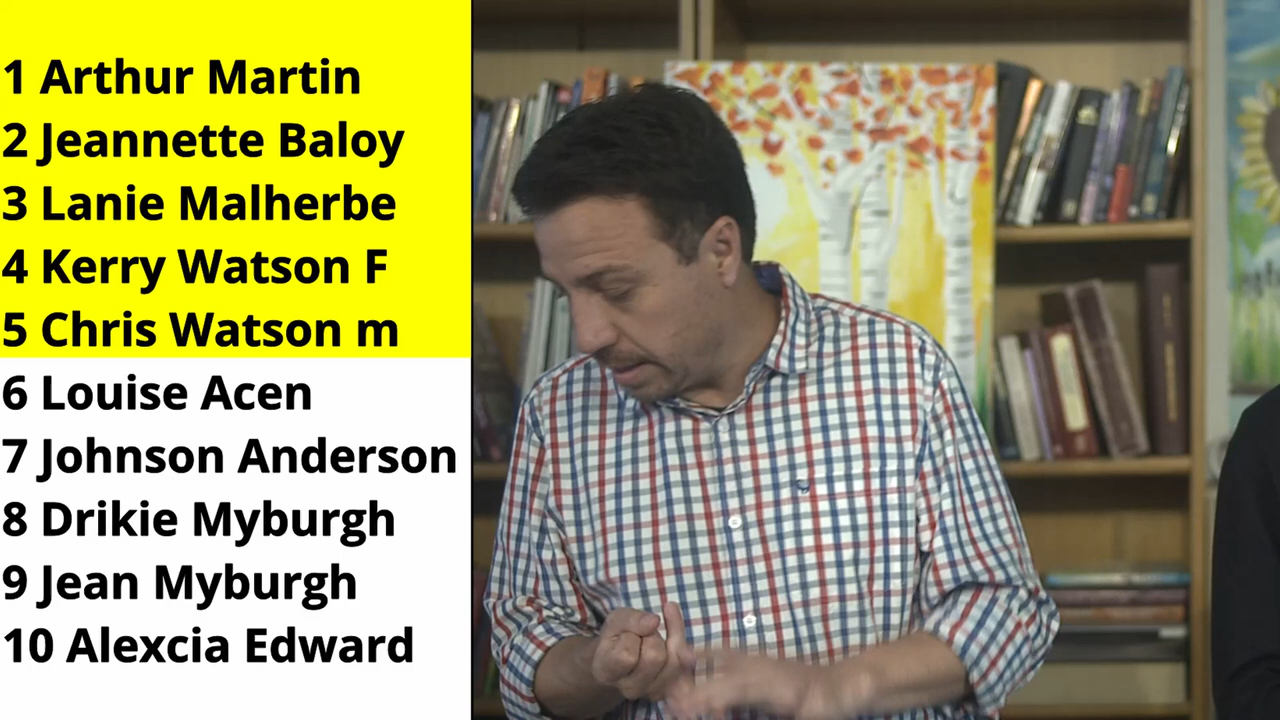 1 Arthur Martin
2 Jeannette Baloy
3 Lanie Malherbe
4 Kerry Watson F
5 Chris Watson m
6 Louise Acen
7 Johnson Anderson
8 Drikie Myburgh
9 Jean Myburgh
10 Alexcia Edward